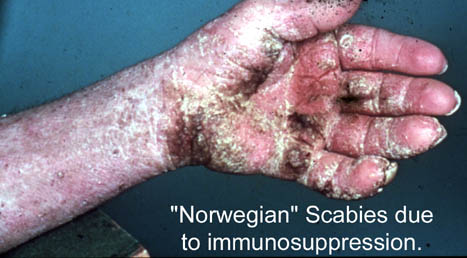 "Norwegian" Scabies due
to immunosuppression.